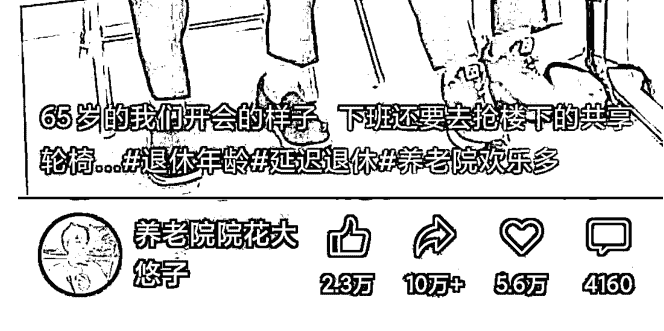 65岁的我们开会的样子，下班还要去抢楼下的共享
轮椅...#退休年龄#延迟退休#养老院欢乐多
养老院院花大
悠子
2.3万
10万+
5.6万
4160